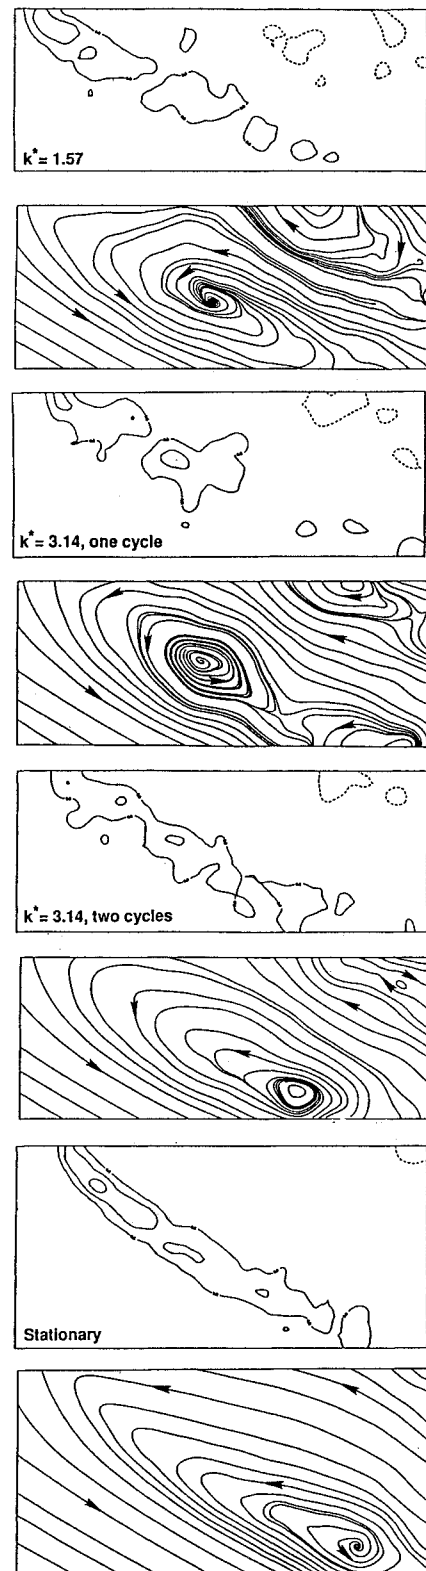 k* = 1.57
k* = 3.14, one cycle
k* = 3.14, two cycles
Stationary